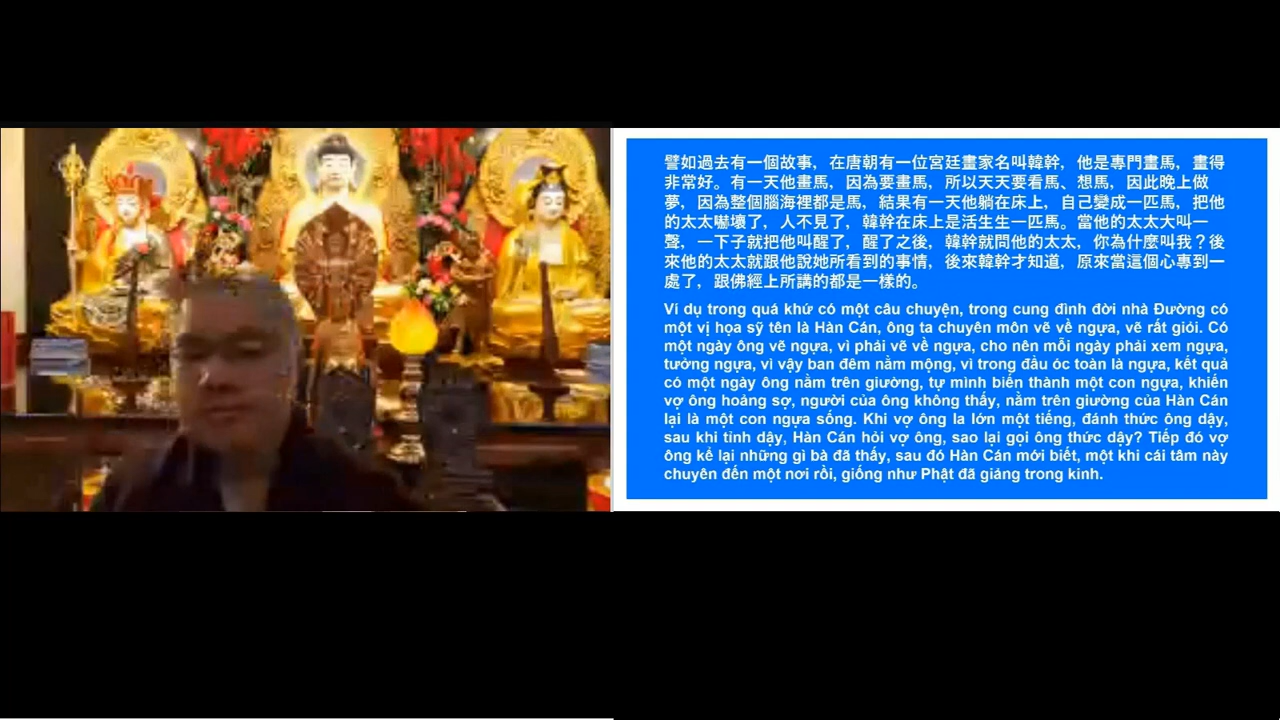 譬如過去有一個故事，在唐朝有一位宮廷畫家名叫韓幹，他是專門畫馬，畫得
非常好。有一天他畫馬，因為要畫馬，所以天天要看馬、想馬，因此晚上做
夢，因為整個腦海裡都是馬，結果有一天他躺在床上，自己變成一匹馬，把他
的太太嚇壞了，人不見了，韓幹在床上是活生生一匹馬。當他的太太大叫一
聲，一下子就把他叫醒了，醒了之後，韓幹就問他的太太，你為什麼叫我？後
來他的太太就跟他說她所看到的事情，後來韓幹才知道，原來當這個心專到一
處了，跟佛經上所講的都是一樣的。
Ví dụ trong quá khứ có một câu chuyện, trong cung đình đời nhà Đường có
một vị họa sỹ tên là Hàn Cán, ông ta chuyên môn vẽ về ngựa, vẽ rất giỏi. Có
một ngày ông vẽ ngựa, vì phải vẽ về ngựa, cho nên mỗi ngày phải xem ngựa,
tưởng ngựa, vì vậy ban đêm nằm mộng, vì trong đầu óc toàn là ngựa, kết quả
có một ngày ông nằm trên giường, tự mình biến thành một con ngựa, khiến
vợ ông hoảng sợ, người của ông không thấy, nằm trên giường của Hàn Cán
lại là một con ngựa sống. Khi vợ ông la lớn một tiếng, đánh thức ông dậy,
sau khi tỉnh dậy, Hàn Cán hỏi vợ ông, sao lại gọi ông thức dậy? Tiếp đó vợ
ông kể lại những gì bà đã thấy, sau đó Hàn Cán mới biết, một khi cái tâm này
chuyên đến một nơi rồi, giống như Phật đã giảng trong kinh.